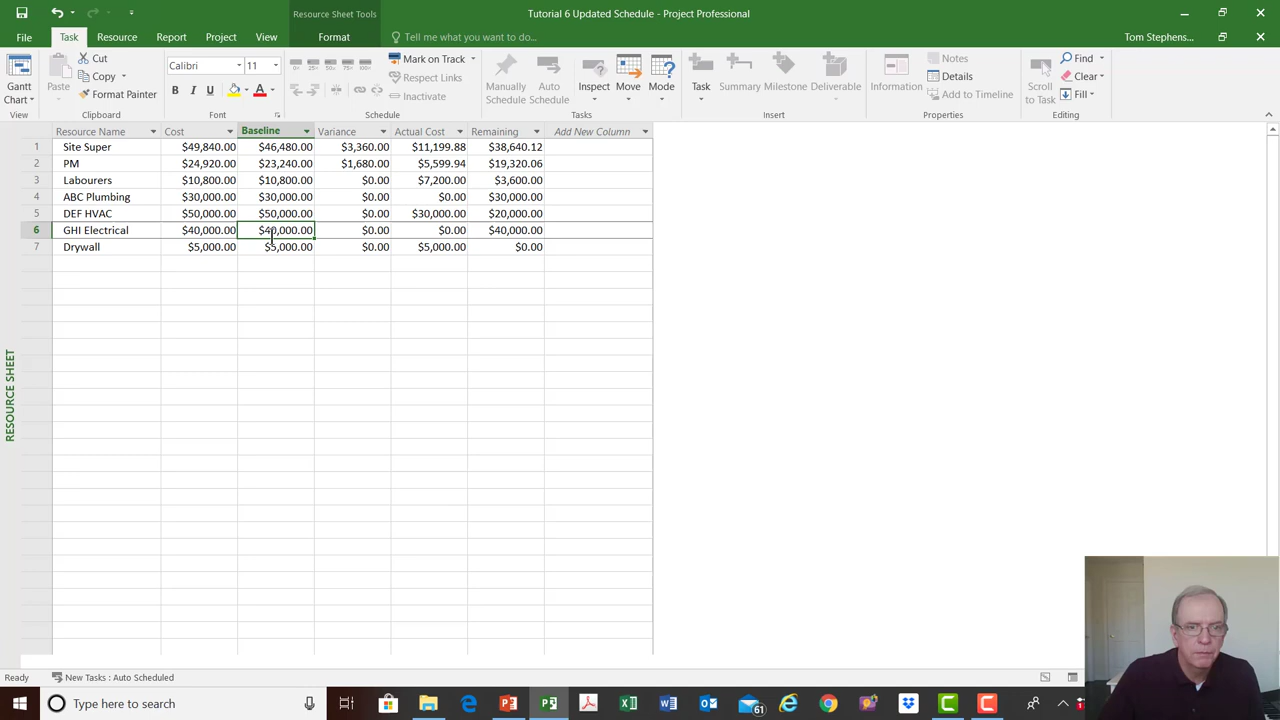 Resource Sheet Tools
Tutorial 6 Updated Schedule - Project Professional
File Task Resource Report Project View Format Tell me what you want to do... Tom Stephens...
Gantt Chart
View
Paste
Cut
Copy
Format Painter
Clipboard
Calibri 11
B I U A
Font
0% 25% 50% 75% 100%
Mark on Track
Respect Links
Inactivate
Schedule
Manually Schedule
Auto Schedule
Inspect
Move
Mode
Tasks
Task
Summary
Milestone
Deliverable
Insert
Information
Notes
Details
Add to Timeline
Properties
Scroll to Task
Find
Clear
Fill
Editing
Resource Name Cost Baseline Variance Actual Cost Remaining Add New Column
1 Site Super $49,840.00 $46,480.00 $3,360.00 $11,199.88 $38,640.12
2 PM $24,920.00 $23,240.00 $1,680.00 $5,599.94 $19,320.06
3 Labourers $10,800.00 $10,800.00 $0.00 $7,200.00 $3,600.00
4 ABC Plumbing $30,000.00 $30,000.00 $0.00 $0.00 $30,000.00
5 DEF HVAC $50,000.00 $50,000.00 $0.00 $30,000.00 $20,000.00
6 GHI Electrical $40,000.00 $40,000.00 $0.00 $0.00 $40,000.00
7 Drywall $5,000.00 $5,000.00 $0.00 $5,000.00 $0.00
RESOURCE SHEET
Ready New Tasks : Auto Scheduled
Type here to search
61